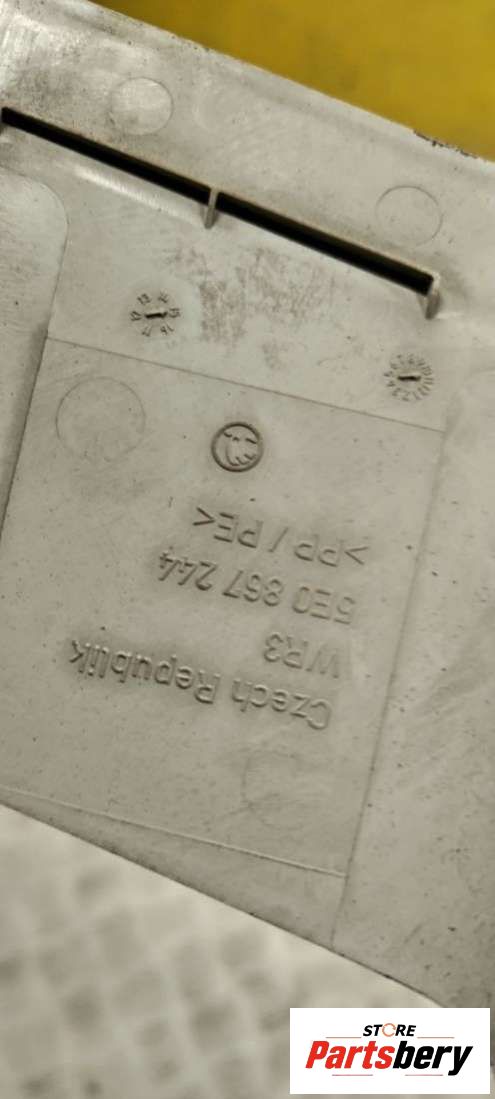 Czech Republik
WR3
5E0 867 244
>PP / PE<
STORE
Partsbery